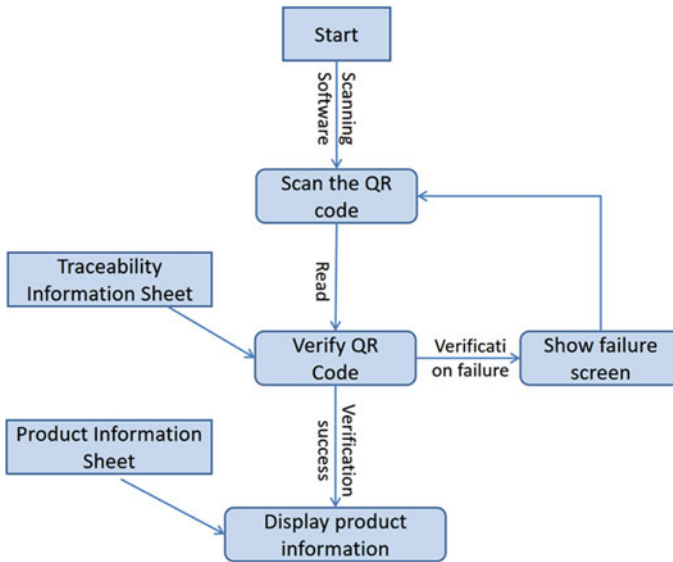 Start
Scanning
Software
Scan the QR
code
Read
Traceability
Information Sheet
Verify QR
Code
Verificati
on failure
Show failure
screen
Verification
success
Product Information
Sheet
Display product
information